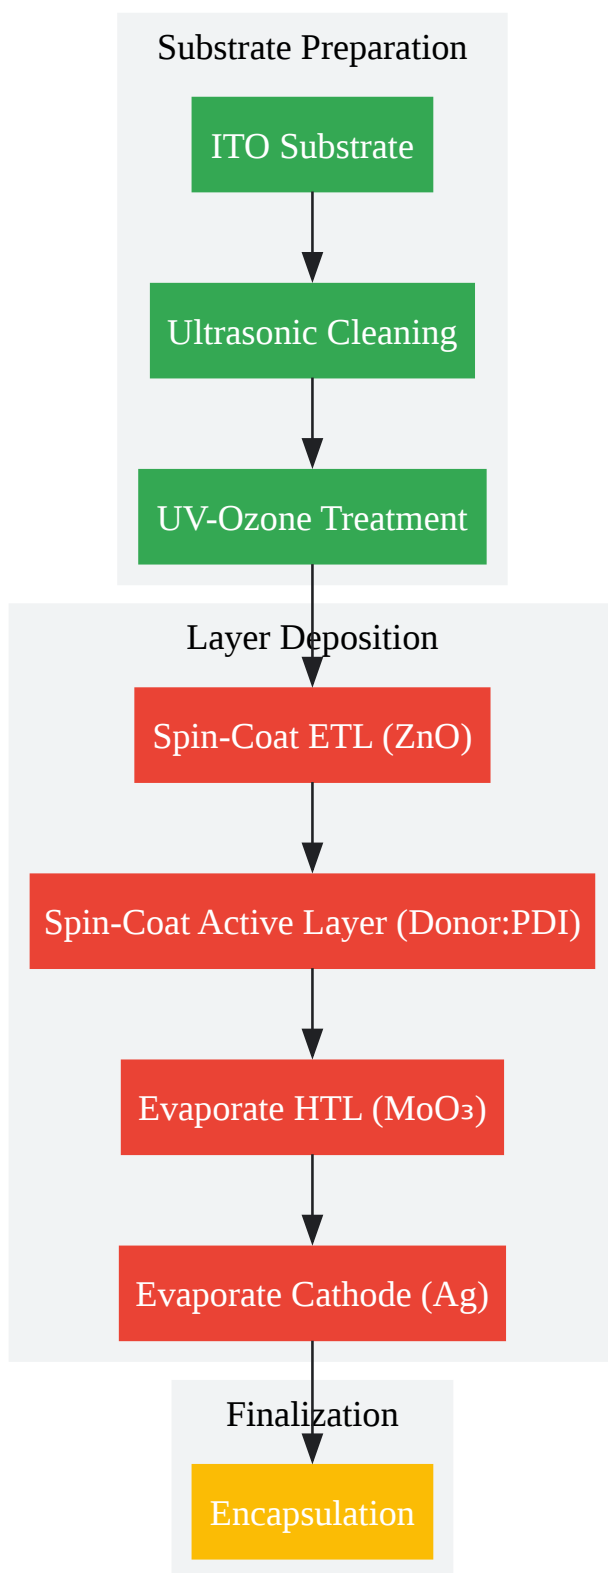 Substrate Preparation
ITO Substrate
Ultrasonic Cleaning
UV-Ozone Treatment
Layer Deposition
Spin-Coat ETL (ZnO)
Spin-Coat Active Layer (Donor:PDI)
Evaporate HTL (MoO₃)
Evaporate Cathode (Ag)
Finalization
Encapsulation